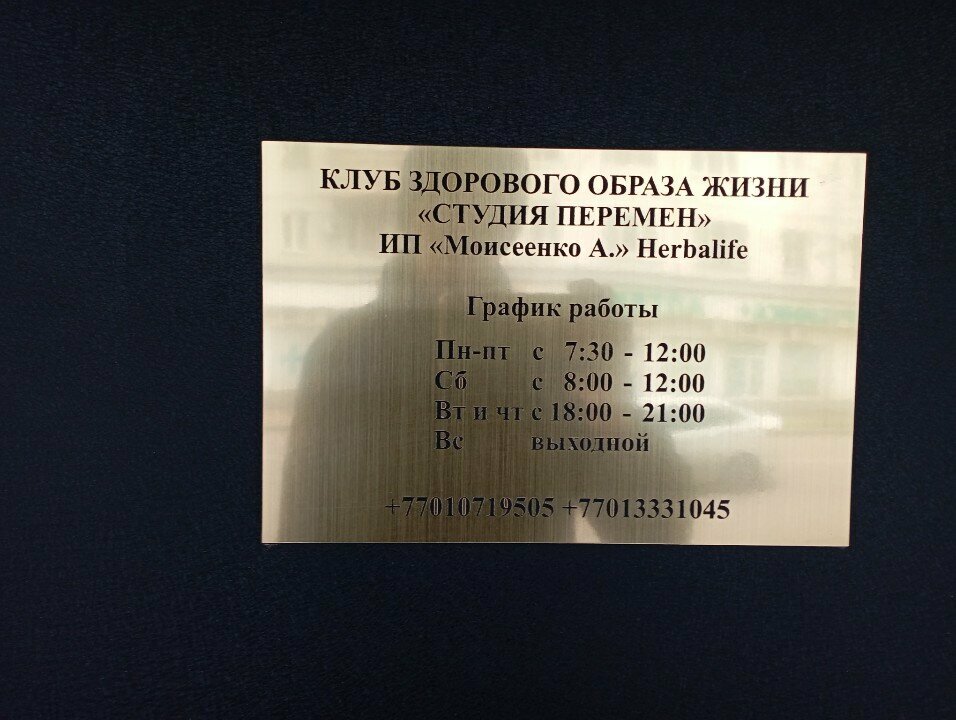 КЛУБ ЗДОРОВОГО ОБРАЗА ЖИЗНИ
«СТУДИЯ ПЕРЕМЕН»
ИП «Моисеенко А.» Herbalife
График работы
Пн-пт с 7:30 - 12:00
Сб с 8:00 - 12:00
Вт и чт с 18:00 - 21:00
Вс выходной
+77010719505 +77013331045